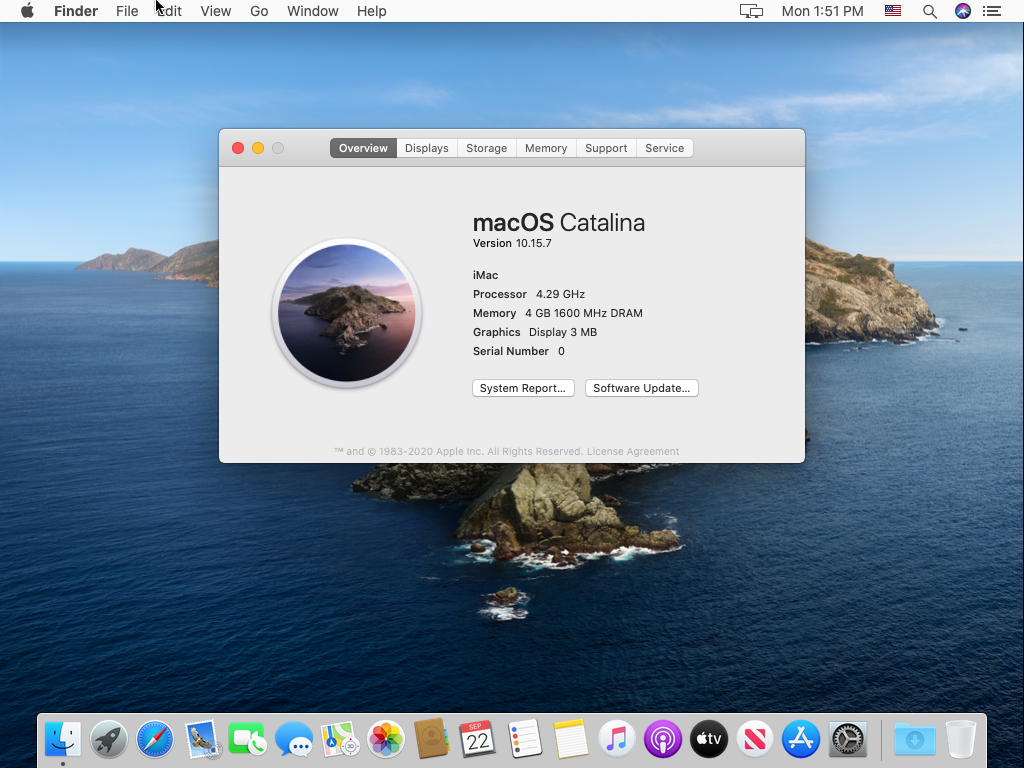 Finder File Edit View Go Window Help Mon 1:51 PM
Overview Displays Storage Memory Support Service
macOS Catalina
Version 10.15.7
iMac
Processor 4.29 GHz
Memory 4 GB 1600 MHz DRAM
Graphics Display 3 MB
Serial Number 0
System Report... Software Update...
™ and © 1983-2020 Apple Inc. All Rights Reserved. License Agreement
SEP
22
3D
tv